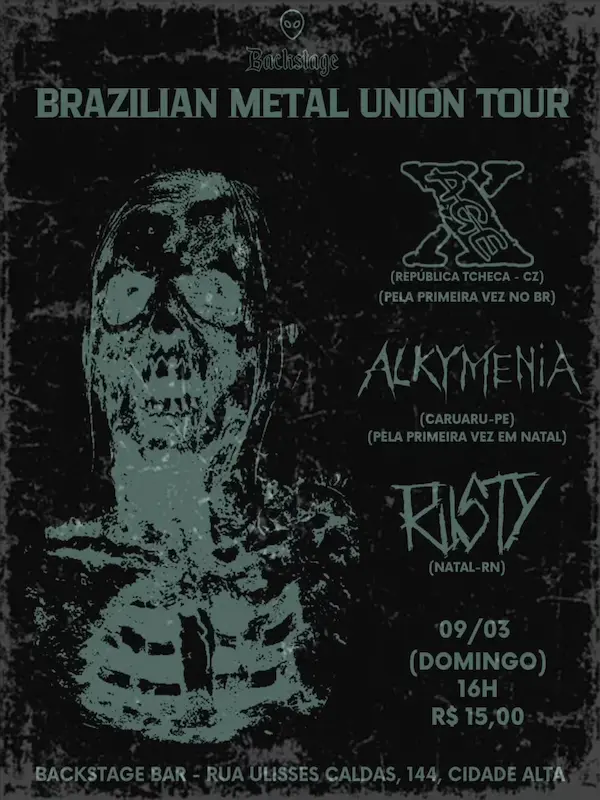 Backstage
BRAZILIAN METAL UNION TOUR
X
AGE
(REPÚBLICA TCHECA - CZ)
(PELA PRIMEIRA VEZ NO BR)
ALKYMENIA
(CARUARU-PE)
(PELA PRIMEIRA VEZ EM NATAL)
RUSTY
(NATAL-RN)
09/03
(DOMINGO)
16H
R$ 15,00
BACKSTAGE BAR - RUA ULISSES CALDAS, 144, CIDADE ALTA